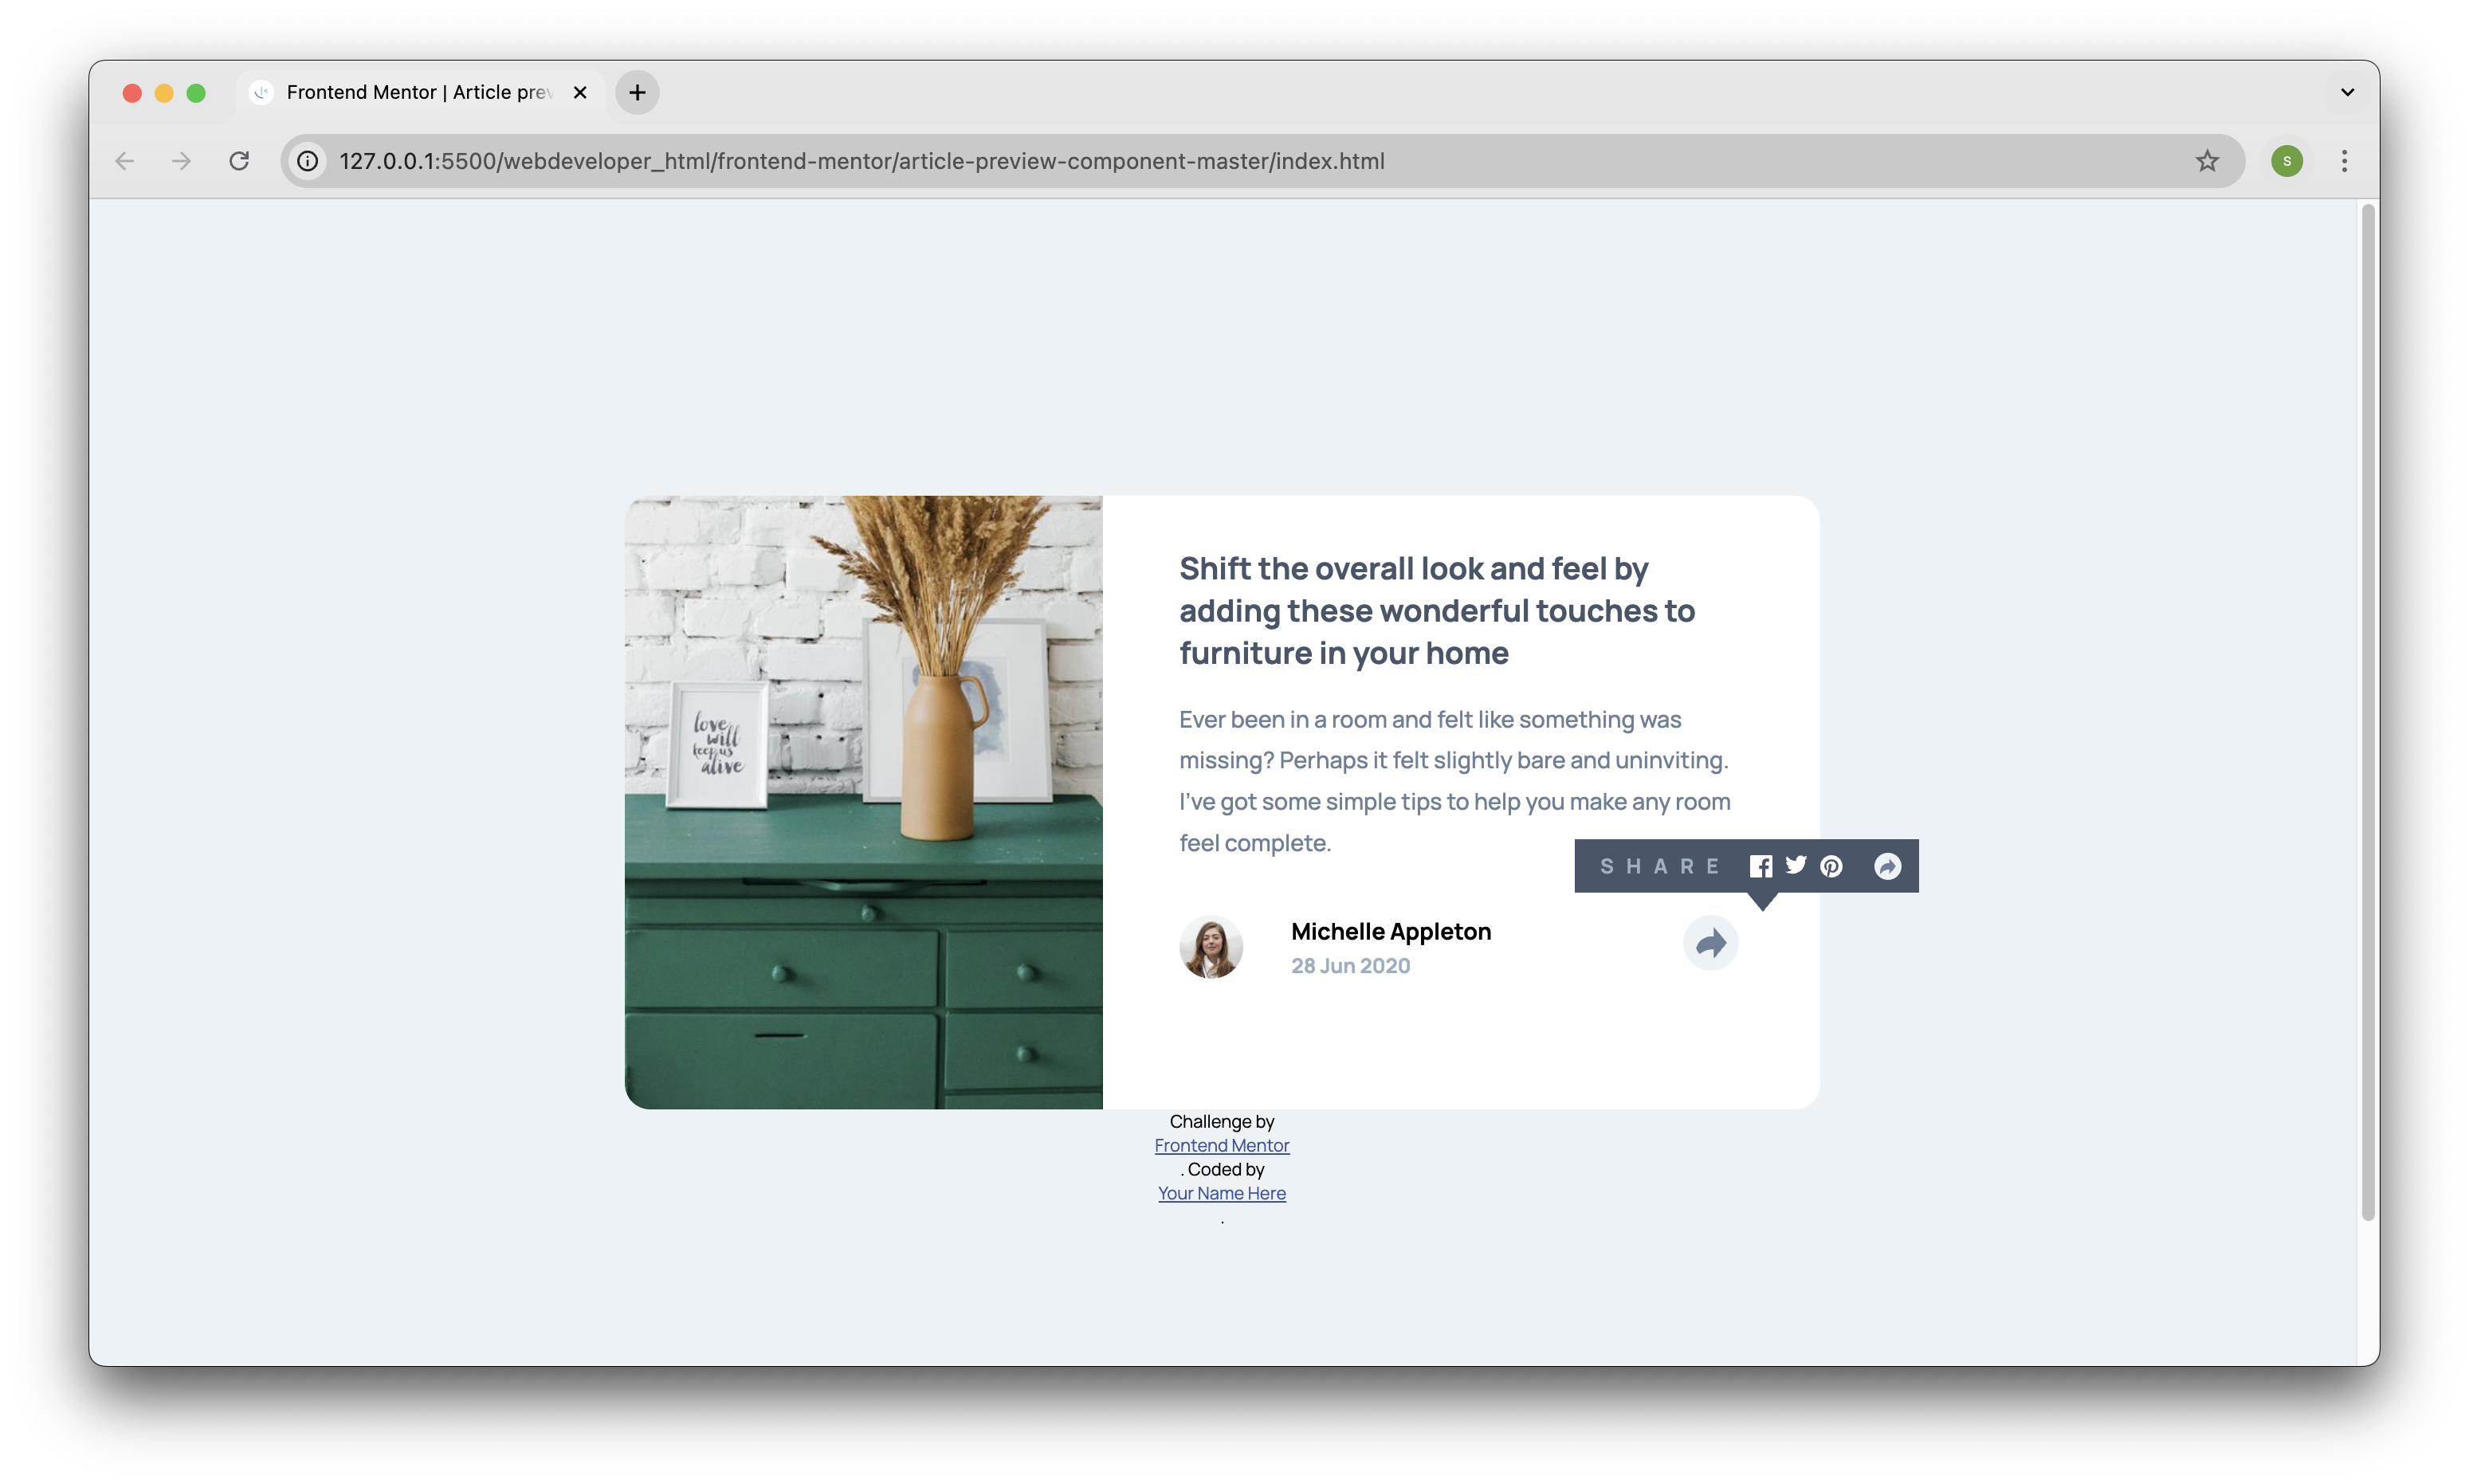 Frontend Mentor | Article prev
127.0.0.1:5500/webdeveloper_html/frontend-mentor/article-preview-component-master/index.html
S
love
will
keep us
alive
Shift the overall look and feel by
adding these wonderful touches to
furniture in your home
Ever been in a room and felt like something was
missing? Perhaps it felt slightly bare and uninviting.
I’ve got some simple tips to help you make any room
feel complete.
SHARE
Michelle Appleton
28 Jun 2020
Challenge by
Frontend Mentor
. Coded by
Your Name Here
.